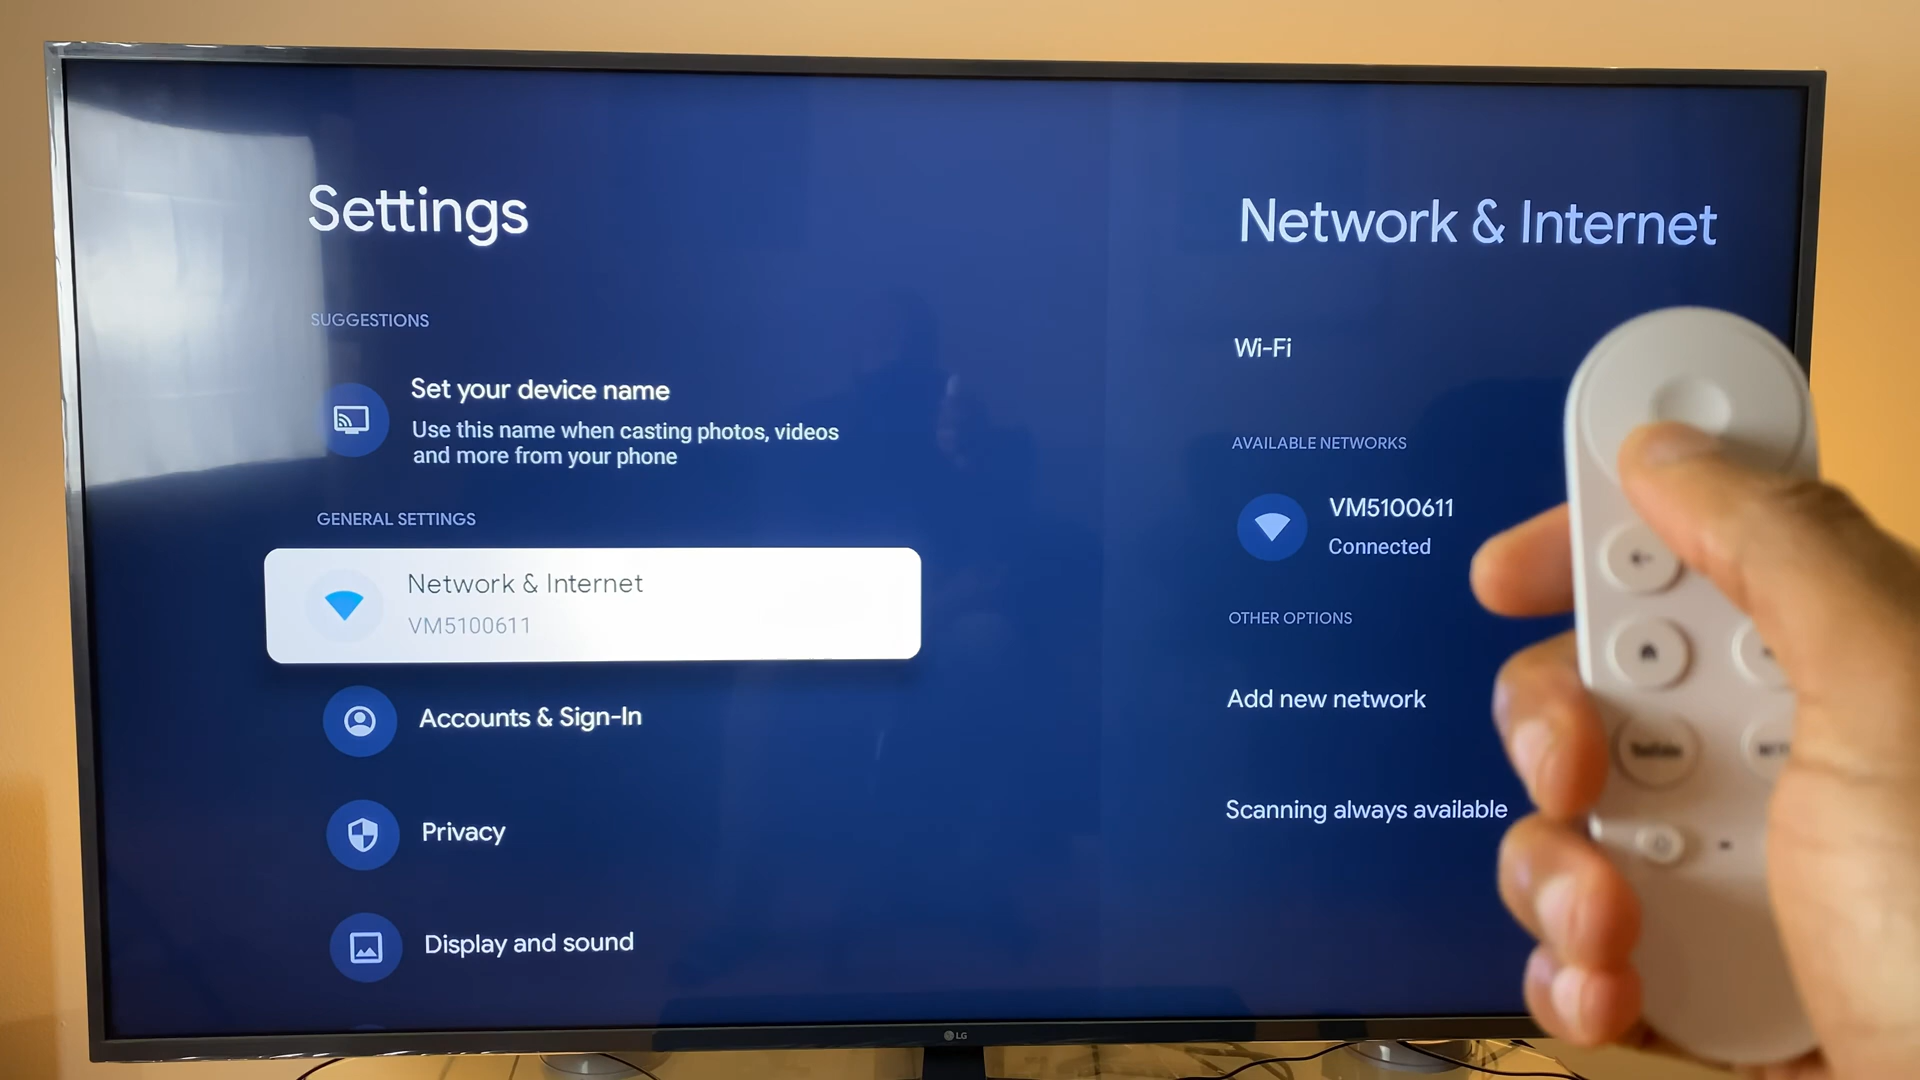 Settings
SUGGESTIONS
Set your device name
Use this name when casting photos, videos
and more from your phone
GENERAL SETTINGS
Network & Internet
VM5100611
Accounts & Sign-In
Privacy
Display and sound
Network & Internet
Wi-Fi
AVAILABLE NETWORKS
VM5100611
Connected
OTHER OPTIONS
Add new network
Scanning always available
LG